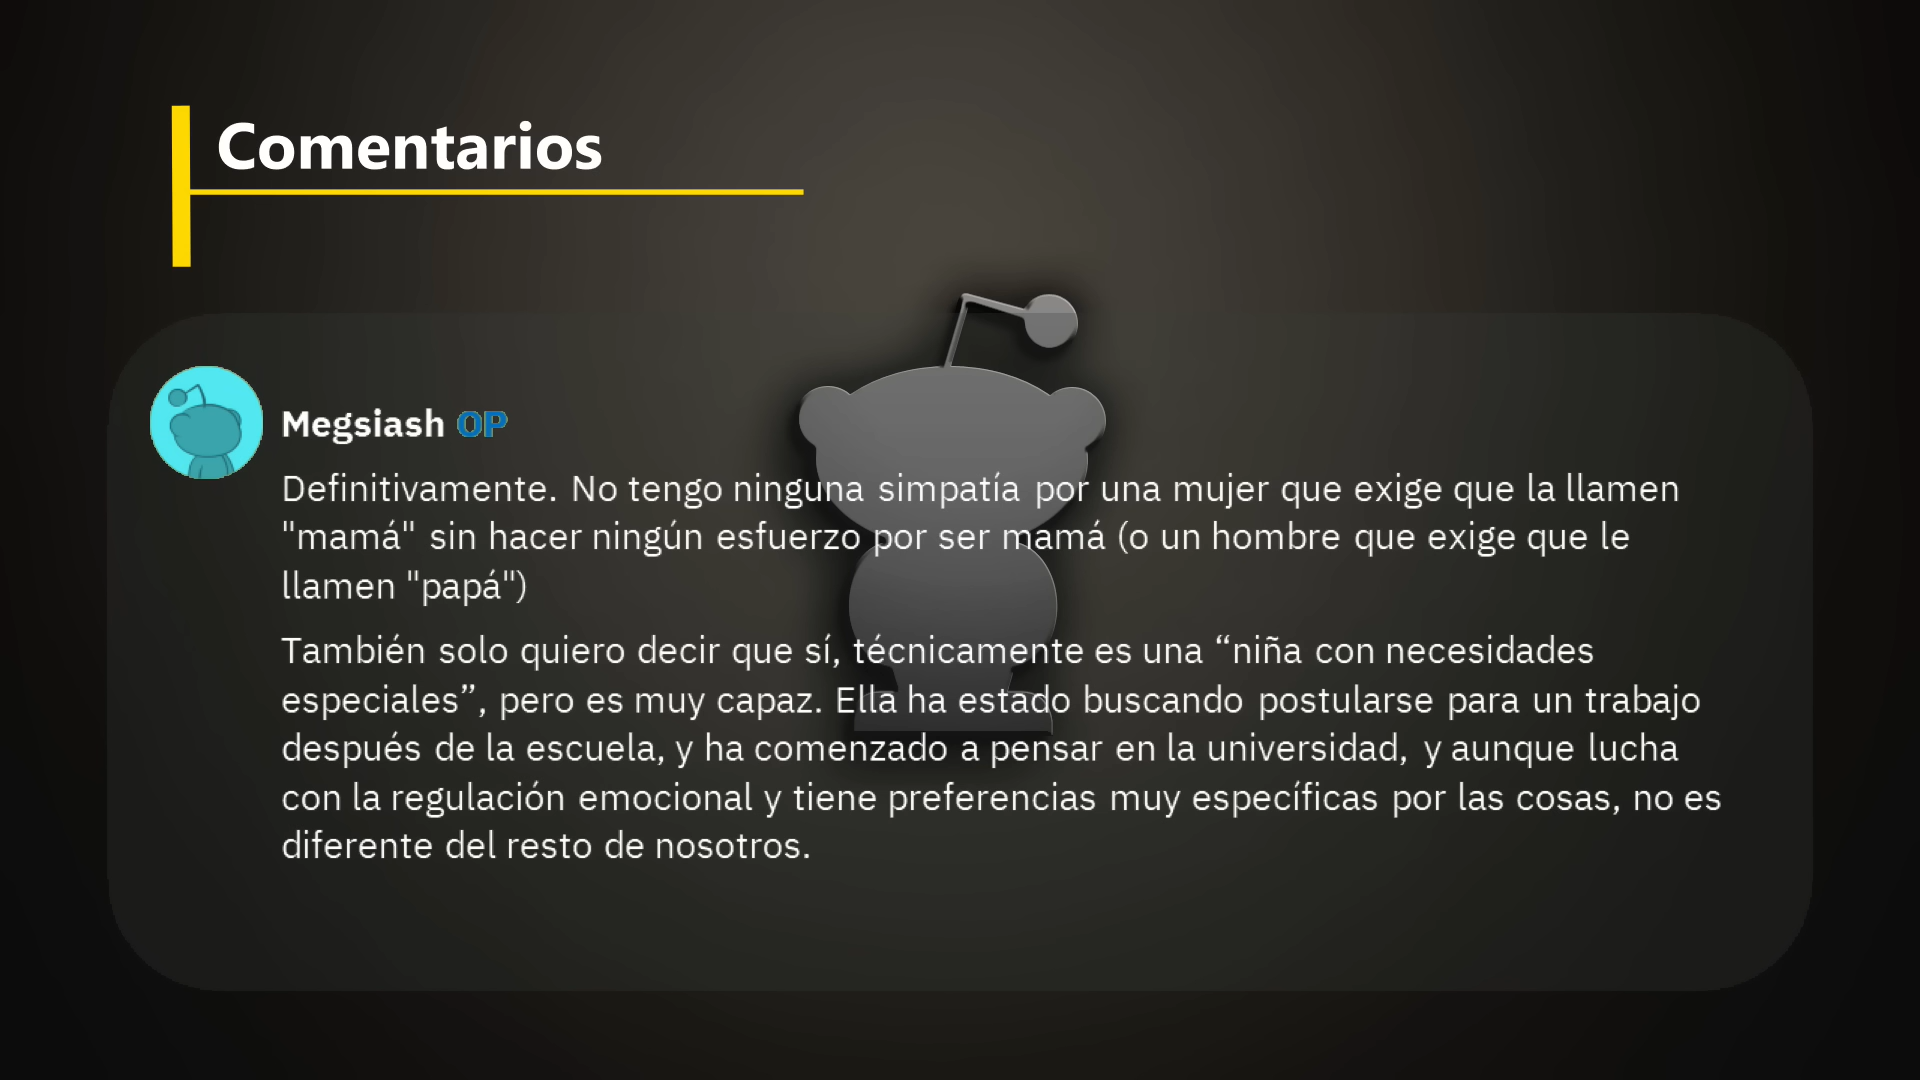 Comentarios
Megsiash OP
Definitivamente. No tengo ninguna simpatía por una mujer que exige que la llamen
"mamá" sin hacer ningún esfuerzo por ser mamá (o un hombre que exige que le
llamen "papá")
También solo quiero decir que sí, técnicamente es una “niña con necesidades
especiales”, pero es muy capaz. Ella ha estado buscando postularse para un trabajo
después de la escuela, y ha comenzado a pensar en la universidad, y aunque lucha
con la regulación emocional y tiene preferencias muy específicas por las cosas, no es
diferente del resto de nosotros.